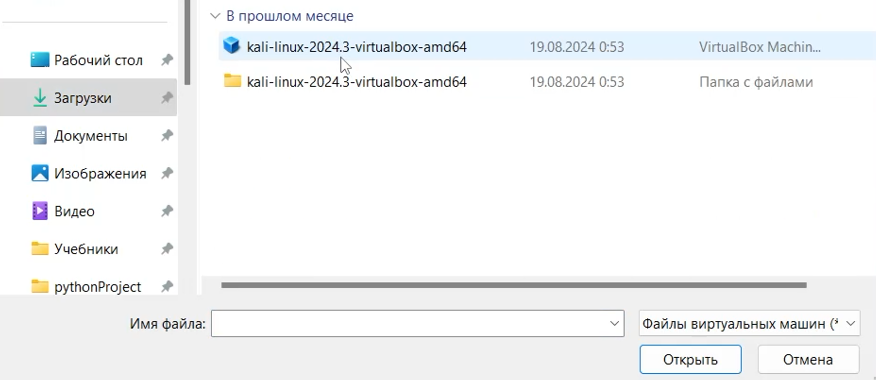 В прошлом месяце
kali-linux-2024.3-virtualbox-amd64 19.08.2024 0:53 VirtualBox Machin...
kali-linux-2024.3-virtualbox-amd64 19.08.2024 0:53 Папка с файлами
Рабочий стол
Загрузки
Документы
Изображения
Видео
Учебники
pythonProject
Имя файла:
Файлы виртуальных машин (*
Открыть Отмена